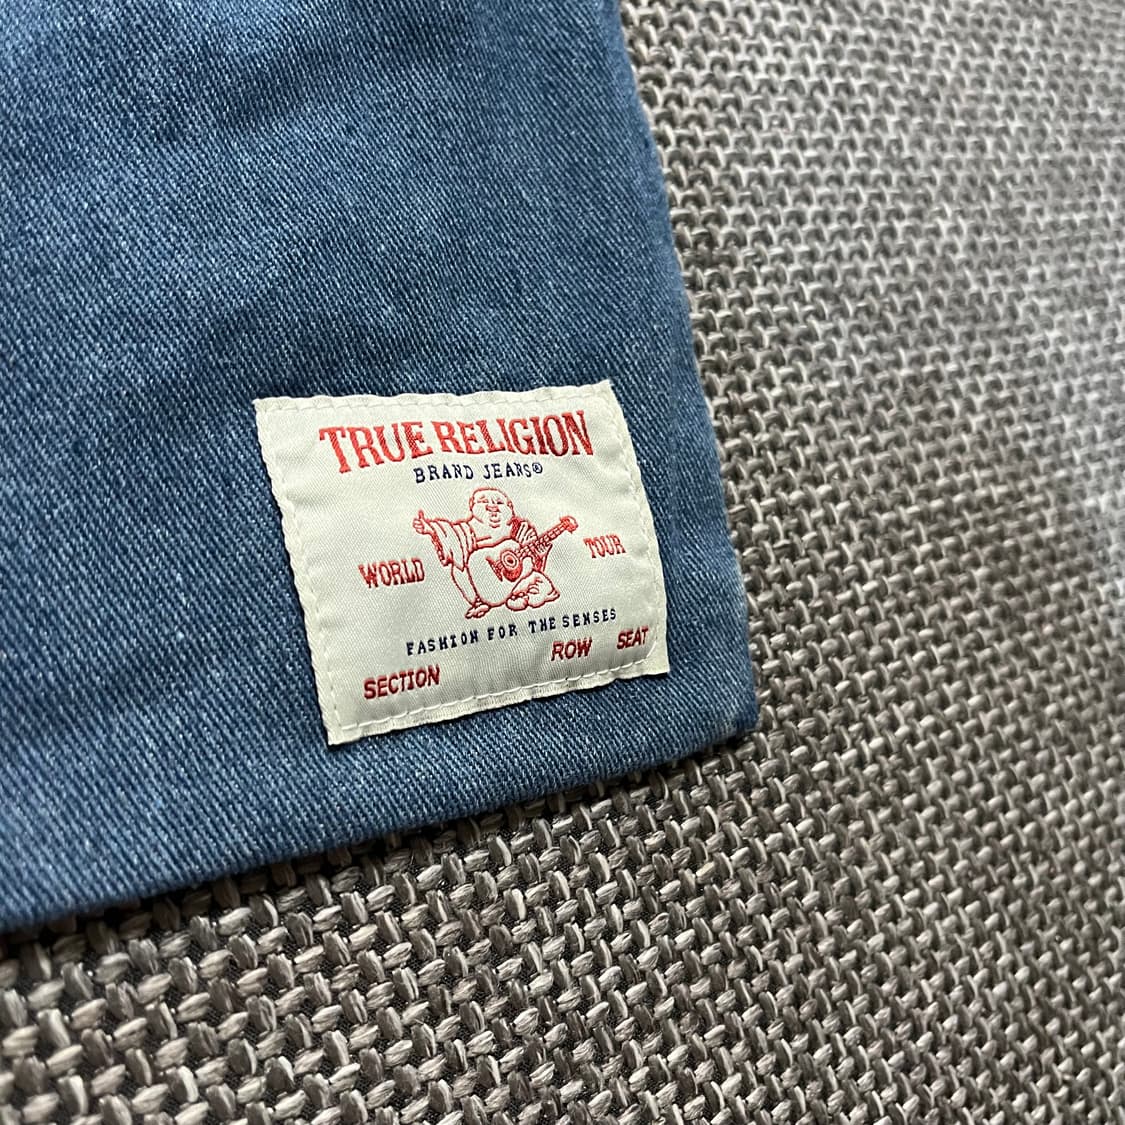 TRUE RELIGION
BRAND JEANS®
WORLD TOUR
FASHION FOR THE SENSES
SECTION ROW SEAT